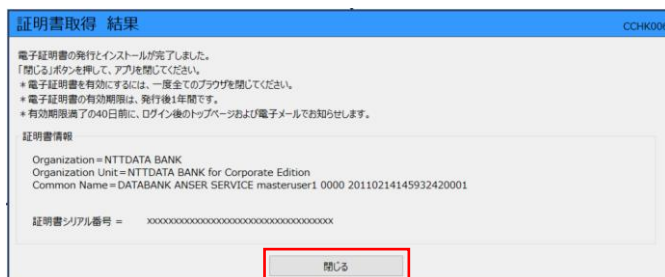 証明書取得 結果
CCHK006
電子証明書の発行とインストールが完了しました。
「閉じる」ボタンを押して、アプリを閉じてください。
＊電子証明書を有効にするには、一度全てのブラウザを閉じてください。
＊電子証明書の有効期限は、発行後1年間です。
＊有効期限満了の40日前に、ログイン後のトップページおよび電子メールでお知らせします。
証明書情報
Organization=NTTDATA BANK
Organization Unit=NTTDATA BANK for Corporate Edition
Common Name=DATABANK ANSER SERVICE masteruser1 0000 20110214145932420001
証明書シリアル番号 = xxxxxxxxxxxxxxxxxxxxxxxxxxxxxxxxxxx
閉じる